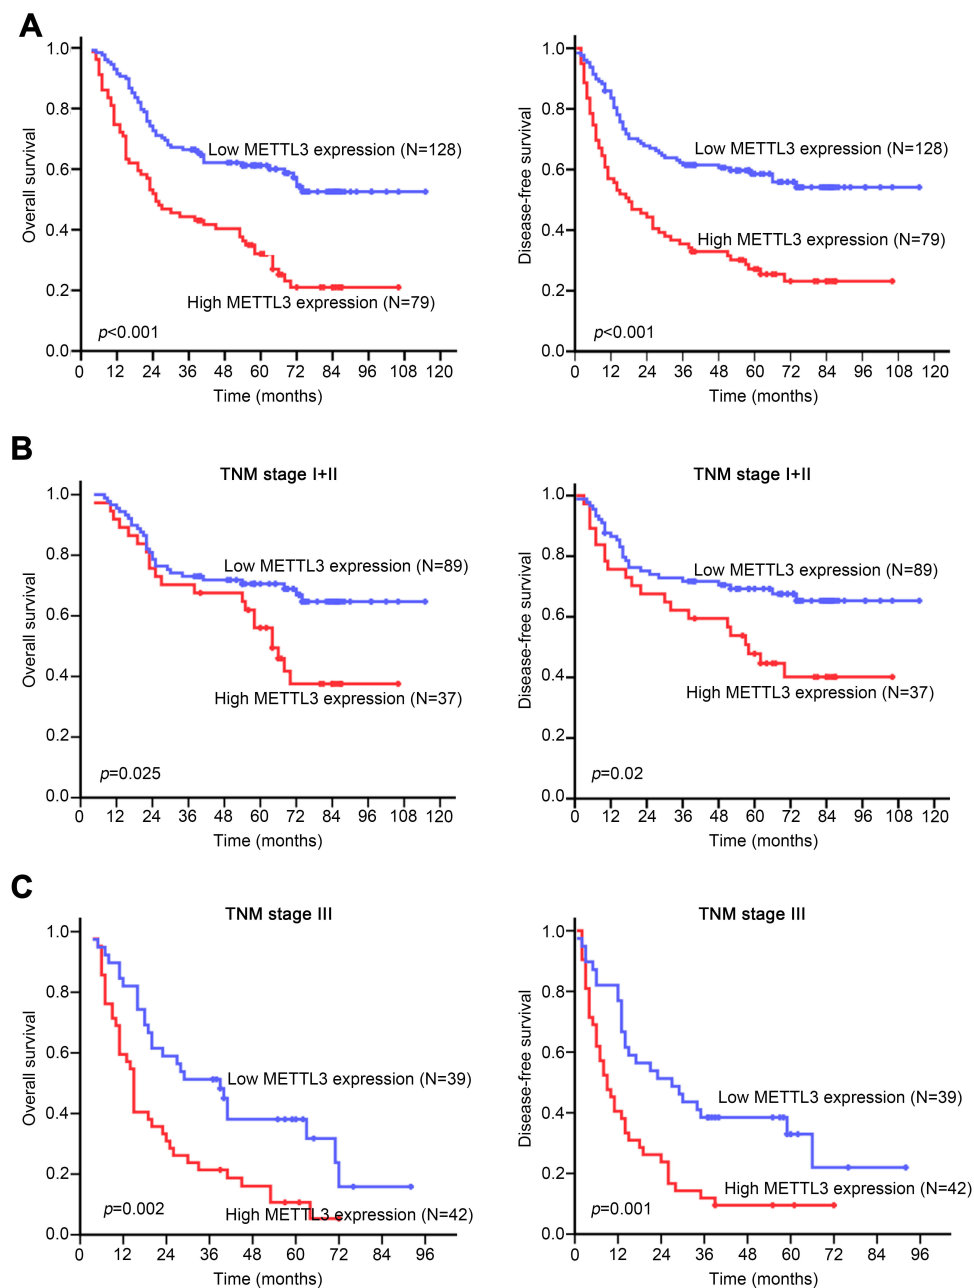 A
Overall survival
1.0
0.8
0.6
0.4
0.2
0.0
Low METTL3 expression (N=128)
High METTL3 expression (N=79)
p<0.001
0 12 24 36 48 60 72 84 96 108 120
Time (months)
Disease-free survival
1.0
0.8
0.6
0.4
0.2
0.0
Low METTL3 expression (N=128)
High METTL3 expression (N=79)
p<0.001
0 12 24 36 48 60 72 84 96 108 120
Time (months)
B
TNM stage I+II
Overall survival
1.0
0.8
0.6
0.4
0.2
0.0
Low METTL3 expression (N=89)
High METTL3 expression (N=37)
p=0.025
0 12 24 36 48 60 72 84 96 108 120
Time (months)
TNM stage I+II
Disease-free survival
1.0
0.8
0.6
0.4
0.2
0.0
Low METTL3 expression (N=89)
High METTL3 expression (N=37)
p=0.02
0 12 24 36 48 60 72 84 96 108 120
Time (months)
C
TNM stage III
Overall survival
1.0
0.8
0.6
0.4
0.2
0.0
Low METTL3 expression (N=39)
High METTL3 expression (N=42)
p=0.002
0 12 24 36 48 60 72 84 96
Time (months)
TNM stage III
Disease-free survival
1.0
0.8
0.6
0.4
0.2
0.0
Low METTL3 expression (N=39)
High METTL3 expression (N=42)
p=0.001
0 12 24 36 48 60 72 84 96
Time (months)